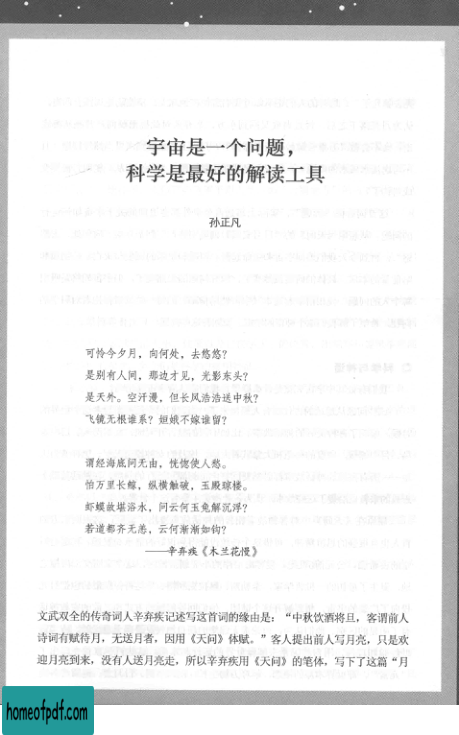 宇宙是一个问题，
科学是最好的解读工具
孙正凡
可怜今夕月，向何处，去悠悠？
是别有人间，那边才见，光影东头？
是天外。空汗漫，但长风浩浩送中秋？
飞镜无根谁系？姮娥不嫁谁留？
谓经海底问无由，恍惚使人愁。
怕万里长鲸，纵横触破，玉殿琼楼。
虾蟆故堪浴水，问云何玉兔解沉浮？
若道都齐无恙，云何渐渐如钩？
——辛弃疾《木兰花慢》
文武双全的传奇词人辛弃疾记述写这首词的缘由是：“中秋饮酒将旦，客谓前人
诗词有赋待月，无送月者，因用《天问》体赋。”客人提出前人写月亮，只是欢
迎月亮到来，没有人送月亮走，所以辛弃疾用《天问》的笔体，写下了这篇“月
homeofpdf.com